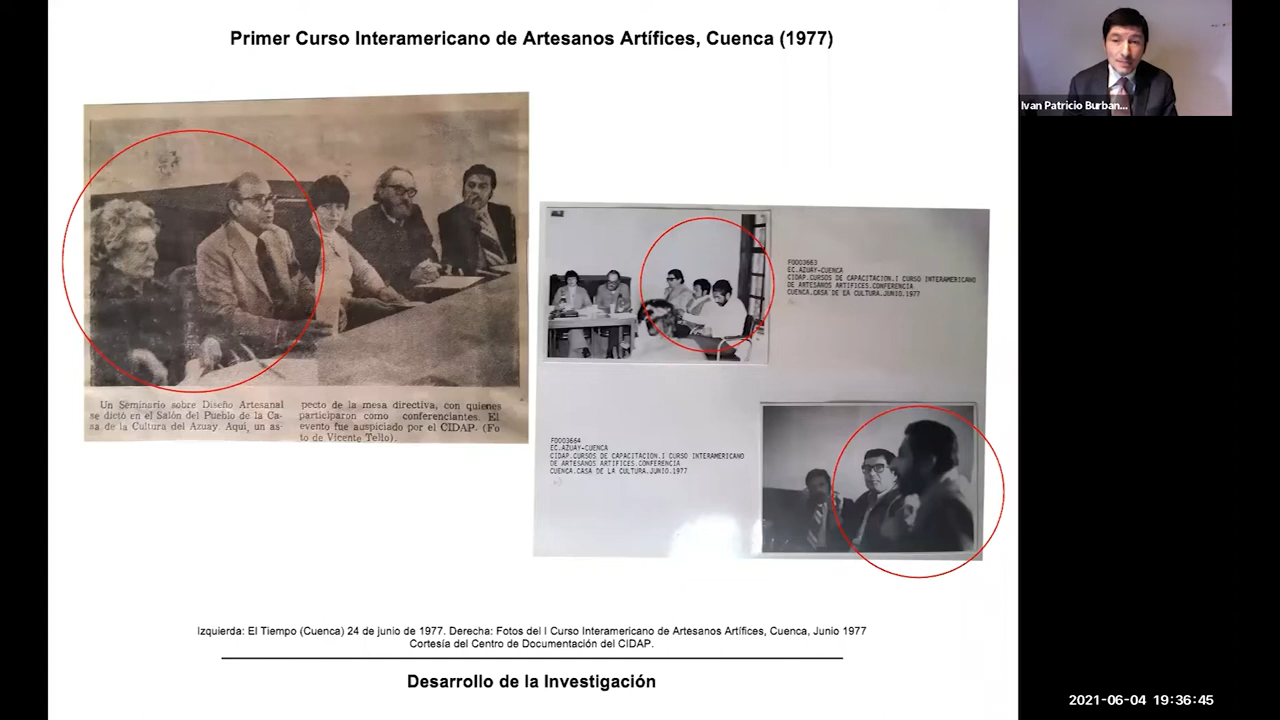 Primer Curso Interamericano de Artesanos Artífices, Cuenca (1977)
Ivan Patricio Burban...
Un Seminario sobre Diseño Artesanal
se dictó en el Salón del Pueblo de la Ca-
sa de la Cultura del Azuay. Aquí, un as-
pecto de la mesa directiva, con quienes
participaron como conferenciantes. El
evento fue auspiciado por el CIDAP. (Fo
to de Vicente Tello).
F0003663
EC.AZUAY-CUENCA
CIDAP.CURSOS DE CAPACITACION.I CURSO INTERAMERICANO
DE ARTESANOS ARTIFICES.CONFERENCIA
CUENCA.CASA DE LA CULTURA.JUNIO.1977
F0003664
EC.AZUAY-CUENCA
CIDAP.CURSOS DE CAPACITACION.I CURSO INTERAMERICANO
DE ARTESANOS ARTIFICES.CONFERENCIA
CUENCA.CASA DE LA CULTURA.JUNIO.1977
Izquierda: El Tiempo (Cuenca) 24 de junio de 1977. Derecha: Fotos del I Curso Interamericano de Artesanos Artífices, Cuenca, Junio 1977
Cortesía del Centro de Documentación del CIDAP.
Desarrollo de la Investigación
2021-06-04 19:36:45